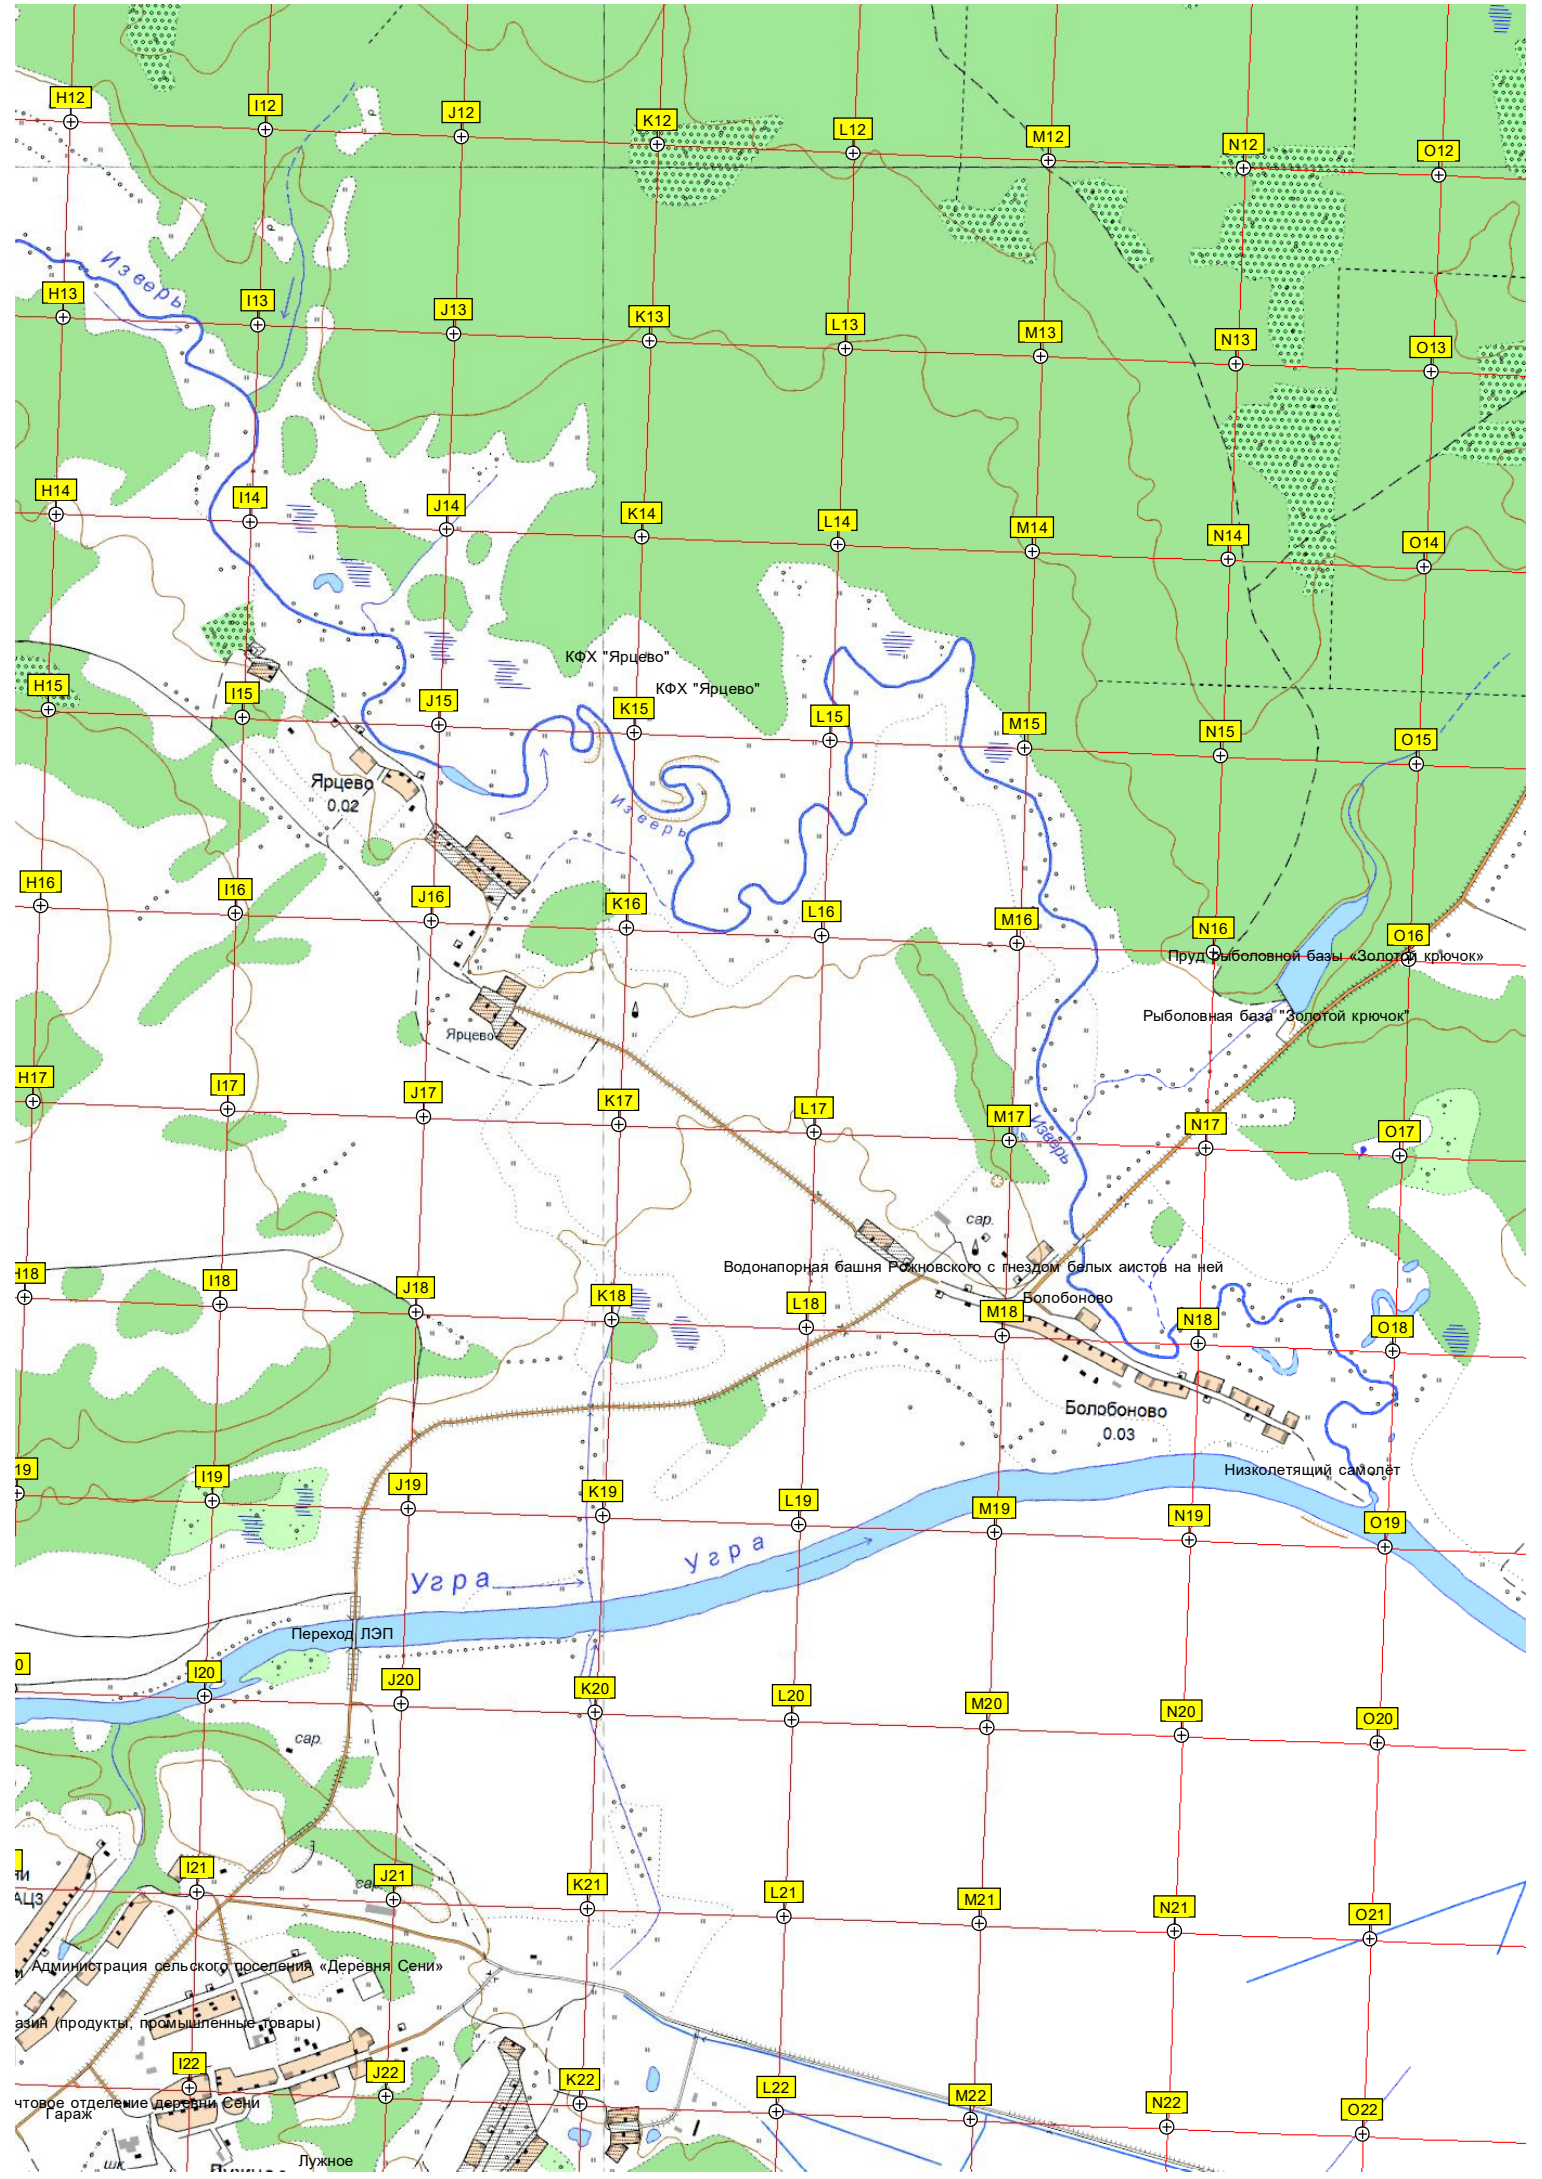 H12
I12
J12
K12
L12
M12
N12
O12
Изверь
H13
I13
J13
K13
L13
M13
N13
O13
H14
I14
J14
K14
L14
M14
N14
O14
КФХ "Ярцево"
КФХ "Ярцево"
H15
I15
J15
K15
L15
M15
N15
O15
Ярцево
0.02
Изверь
H16
I16
J16
K16
L16
M16
N16
O16
Пруд рыболовной базы «Золотой крючок»
Рыболовная база "Золотой крючок"
Ярцево
H17
I17
J17
K17
L17
M17
N17
O17
Изверь
сар.
Водонапорная башня Рожновского с гнездом белых аистов на ней
Болобоново
H18
I18
J18
K18
L18
M18
N18
O18
Болобоново
0.03
Низколетящий самолёт
19
I19
J19
K19
L19
M19
N19
O19
Угра
Угра
Переход ЛЭП
0
I20
J20
K20
L20
M20
N20
O20
сар.
I21
J21
K21
L21
M21
N21
O21
сар.
АЦЗ
Администрация сельского поселения «Деревня Сени»
азин (продукты, промышленные товары)
I22
J22
K22
L22
M22
N22
O22
чтовое отделение деревни Сени
Гараж
шк.
Лужное